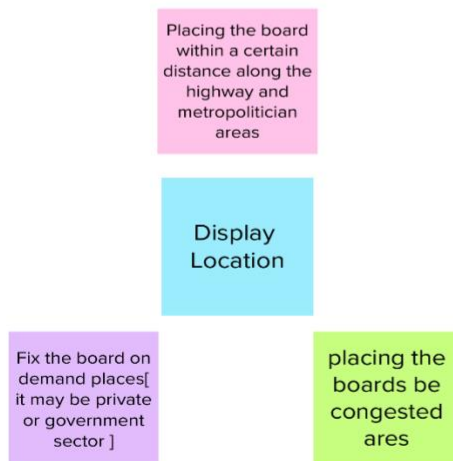 Placing the board
within a certain
distance along the
highway and
metropolitician
areas
Display
Location
Fix the board on
demand places[
it may be private
or government
sector ]
placing the
boards be
congested
ares